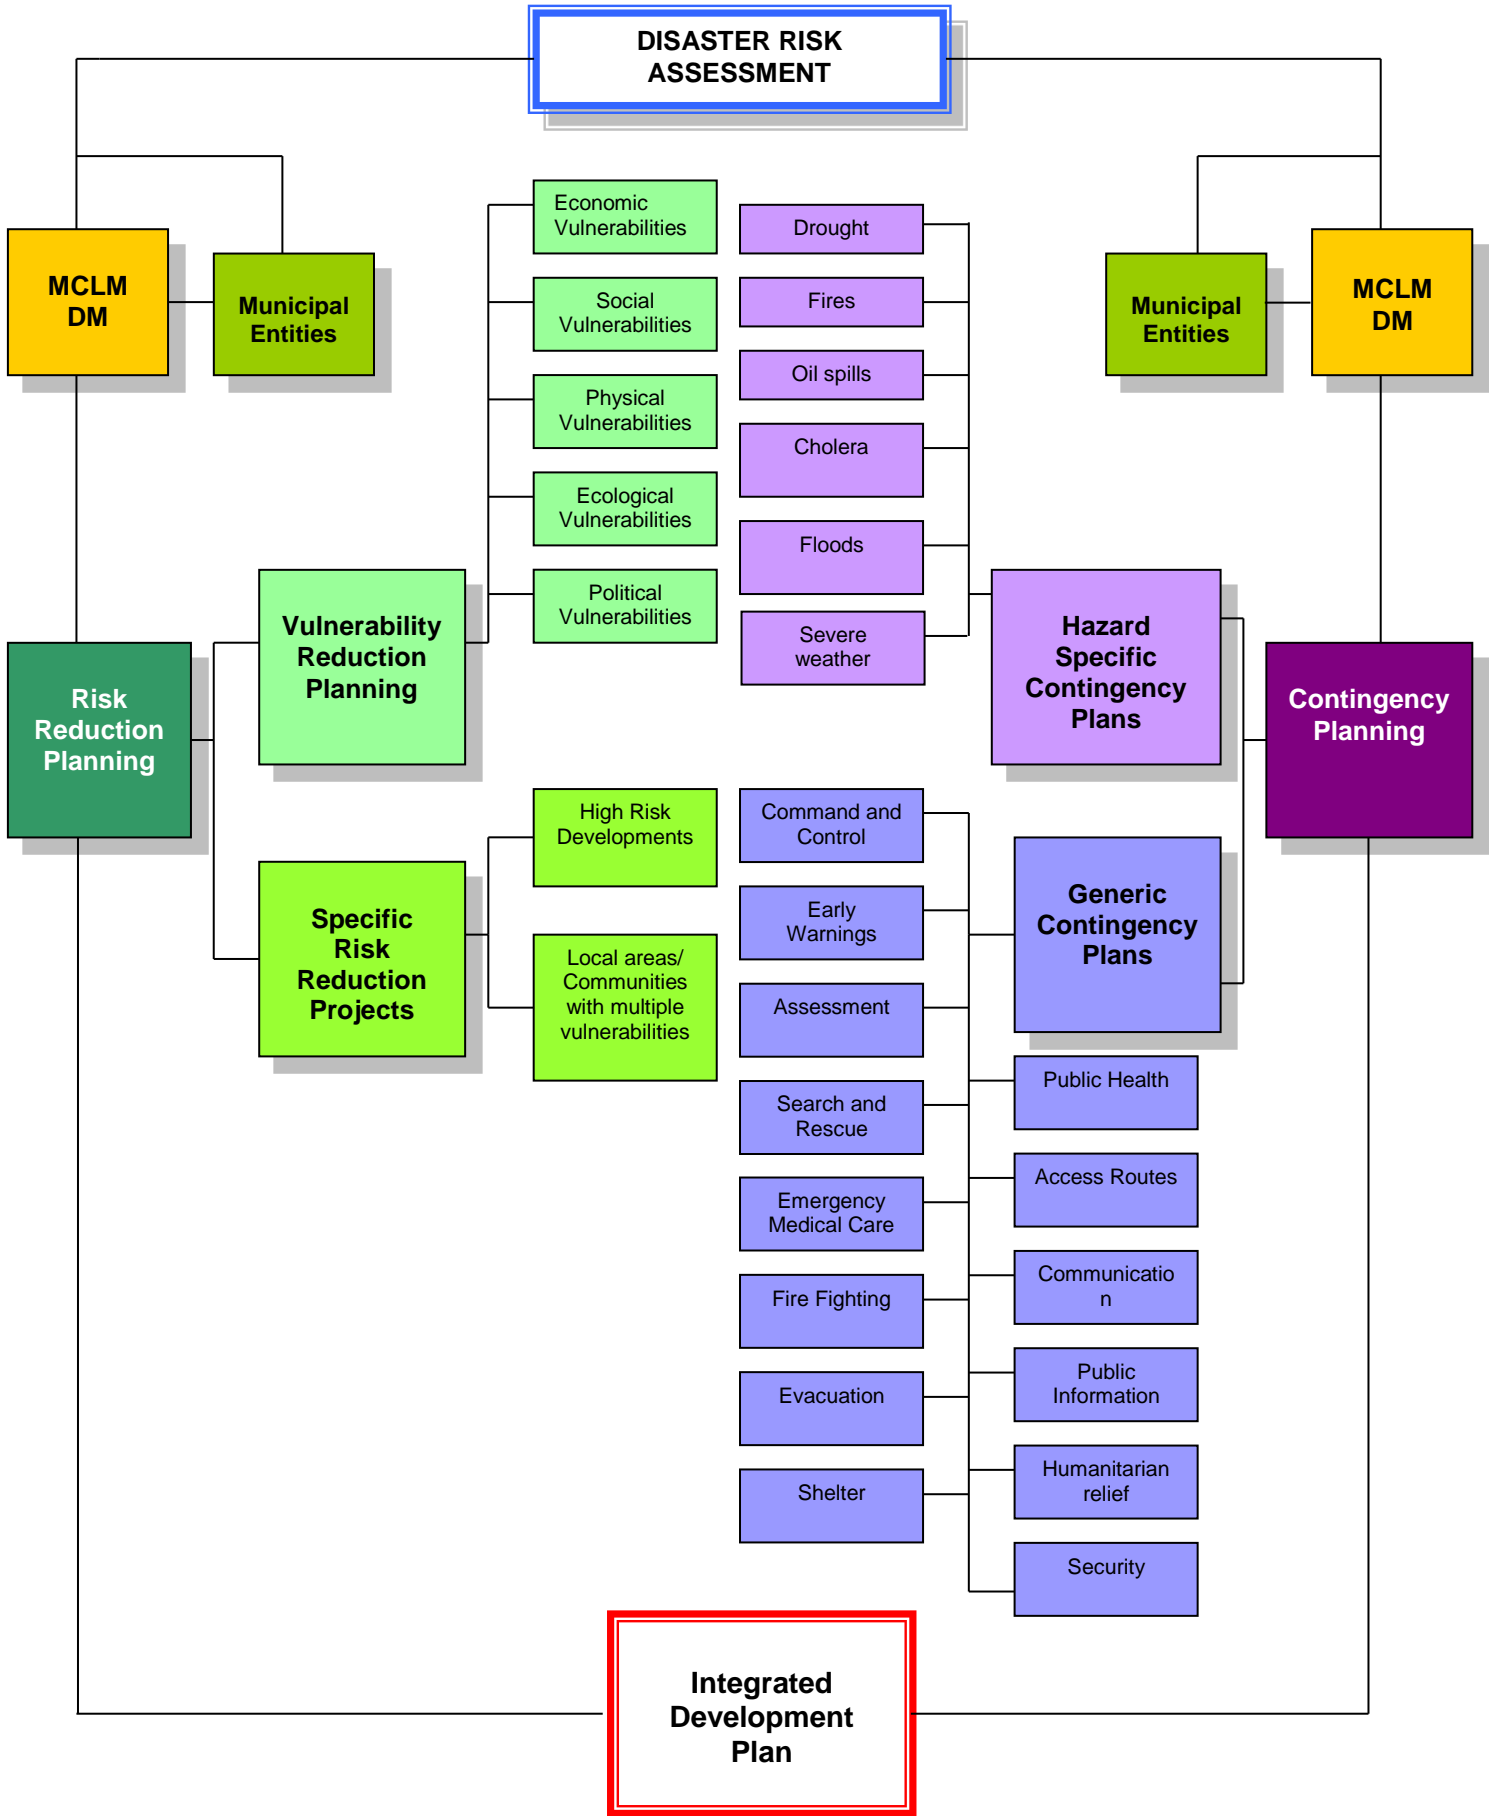 DISASTER RISK
ASSESSMENT
MCLM
DM
Municipal
Entities
Economic
Vulnerabilities
Social
Vulnerabilities
Physical
Vulnerabilities
Ecological
Vulnerabilities
Political
Vulnerabilities
Drought
Fires
Oil spills
Cholera
Floods
Severe
weather
Municipal
Entities
MCLM
DM
Risk
Reduction
Planning
Vulnerability
Reduction
Planning
Hazard
Specific
Contingency
Plans
Contingency
Planning
Specific
Risk
Reduction
Projects
High Risk
Developments
Local areas/
Communities
with multiple
vulnerabilities
Command and
Control
Early
Warnings
Assessment
Search and
Rescue
Emergency
Medical Care
Fire Fighting
Evacuation
Shelter
Generic
Contingency
Plans
Public Health
Access Routes
Communicatio
n
Public
Information
Humanitarian
relief
Security
Integrated
Development
Plan